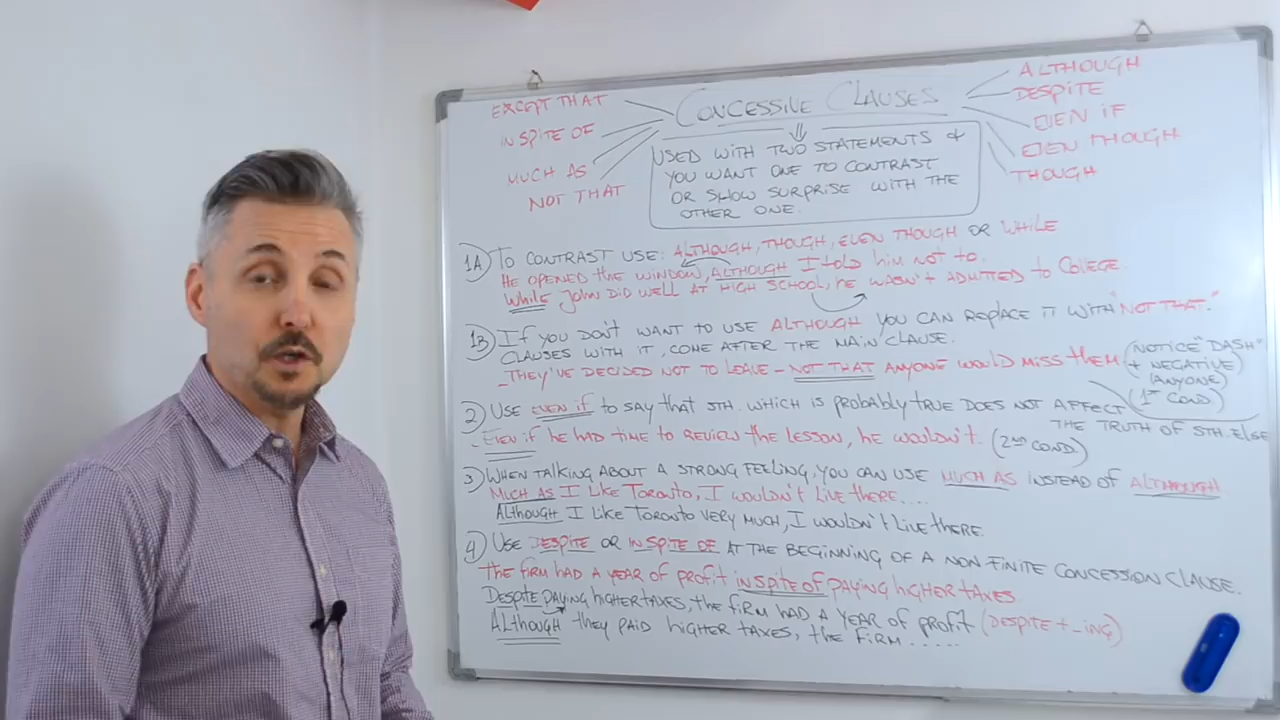 CONCESSIVE CLAUSES
EXCEPT THAT
IN SPITE OF
MUCH AS
NOT THAT
ALTHOUGH
DESPITE
EVEN IF
EVEN THOUGH
THOUGH
USED WITH TWO STATEMENTS &
YOU WANT ONE TO CONTRAST
OR SHOW SURPRISE WITH THE
OTHER ONE.
1A) TO CONTRAST USE: ALTHOUGH, THOUGH, EVEN THOUGH OR WHILE
HE OPENED THE WINDOW, ALTHOUGH I told HIM NOT to.
While JOHN DID WELL AT HIGH SCHOOL, HE WASN'T ADMITTED to COLLEGE.
1B) If YOU DON'T WANT TO USE ALTHOUGH YOU CAN REPLACE IT WITH "NOT THAT."
CLAUSES WITH IT, COME AFTER THE MAIN CLAUSE.
_THEY'VE DECIDED NOT TO LEAVE - NOT THAT ANYONE WOULD MISS THEM (NOTICE "DASH"
+ NEGATIVE)
(ANYONE)
(1ST COND)
2) USE EVEN if to SAY tHAt STH. WHICH IS PRObAbly tRUE DOES NOT AFFECT
THE TRUTH OF STH. ELSE
EVEN if HE HAD TIME to REVIEW tHE LESSON, HE WOULDN'T. (2ND COND.)
3) WHEN TALKING ABOUT A STRONG FEELING, YOU CAN USE MUCH AS INSTEAD OF ALTHOUGH
MUCH AS I LIKE TORONTO, I WOULDN'T LIVE THERE....
Although I LIKE TORONTO VERY MUCH, I WOULDN'T LIVE tHERE.
4) USE DESPITE OR IN SPITE OF AT THE BEGINNING OF A NON FINITE CONCESSION CLAUSE.
THE FIRM HAD A YEAR OF PROFIT IN SPITE OF PAYING HIGHER TAXES
DESPITE PAYING HIGHER TAXES, tHE FIRM HAD A YEAR OF PROFIT (DESPITE + _ING)
Although tHEY PAID HIGHER TAXES, tHE FIRM.....